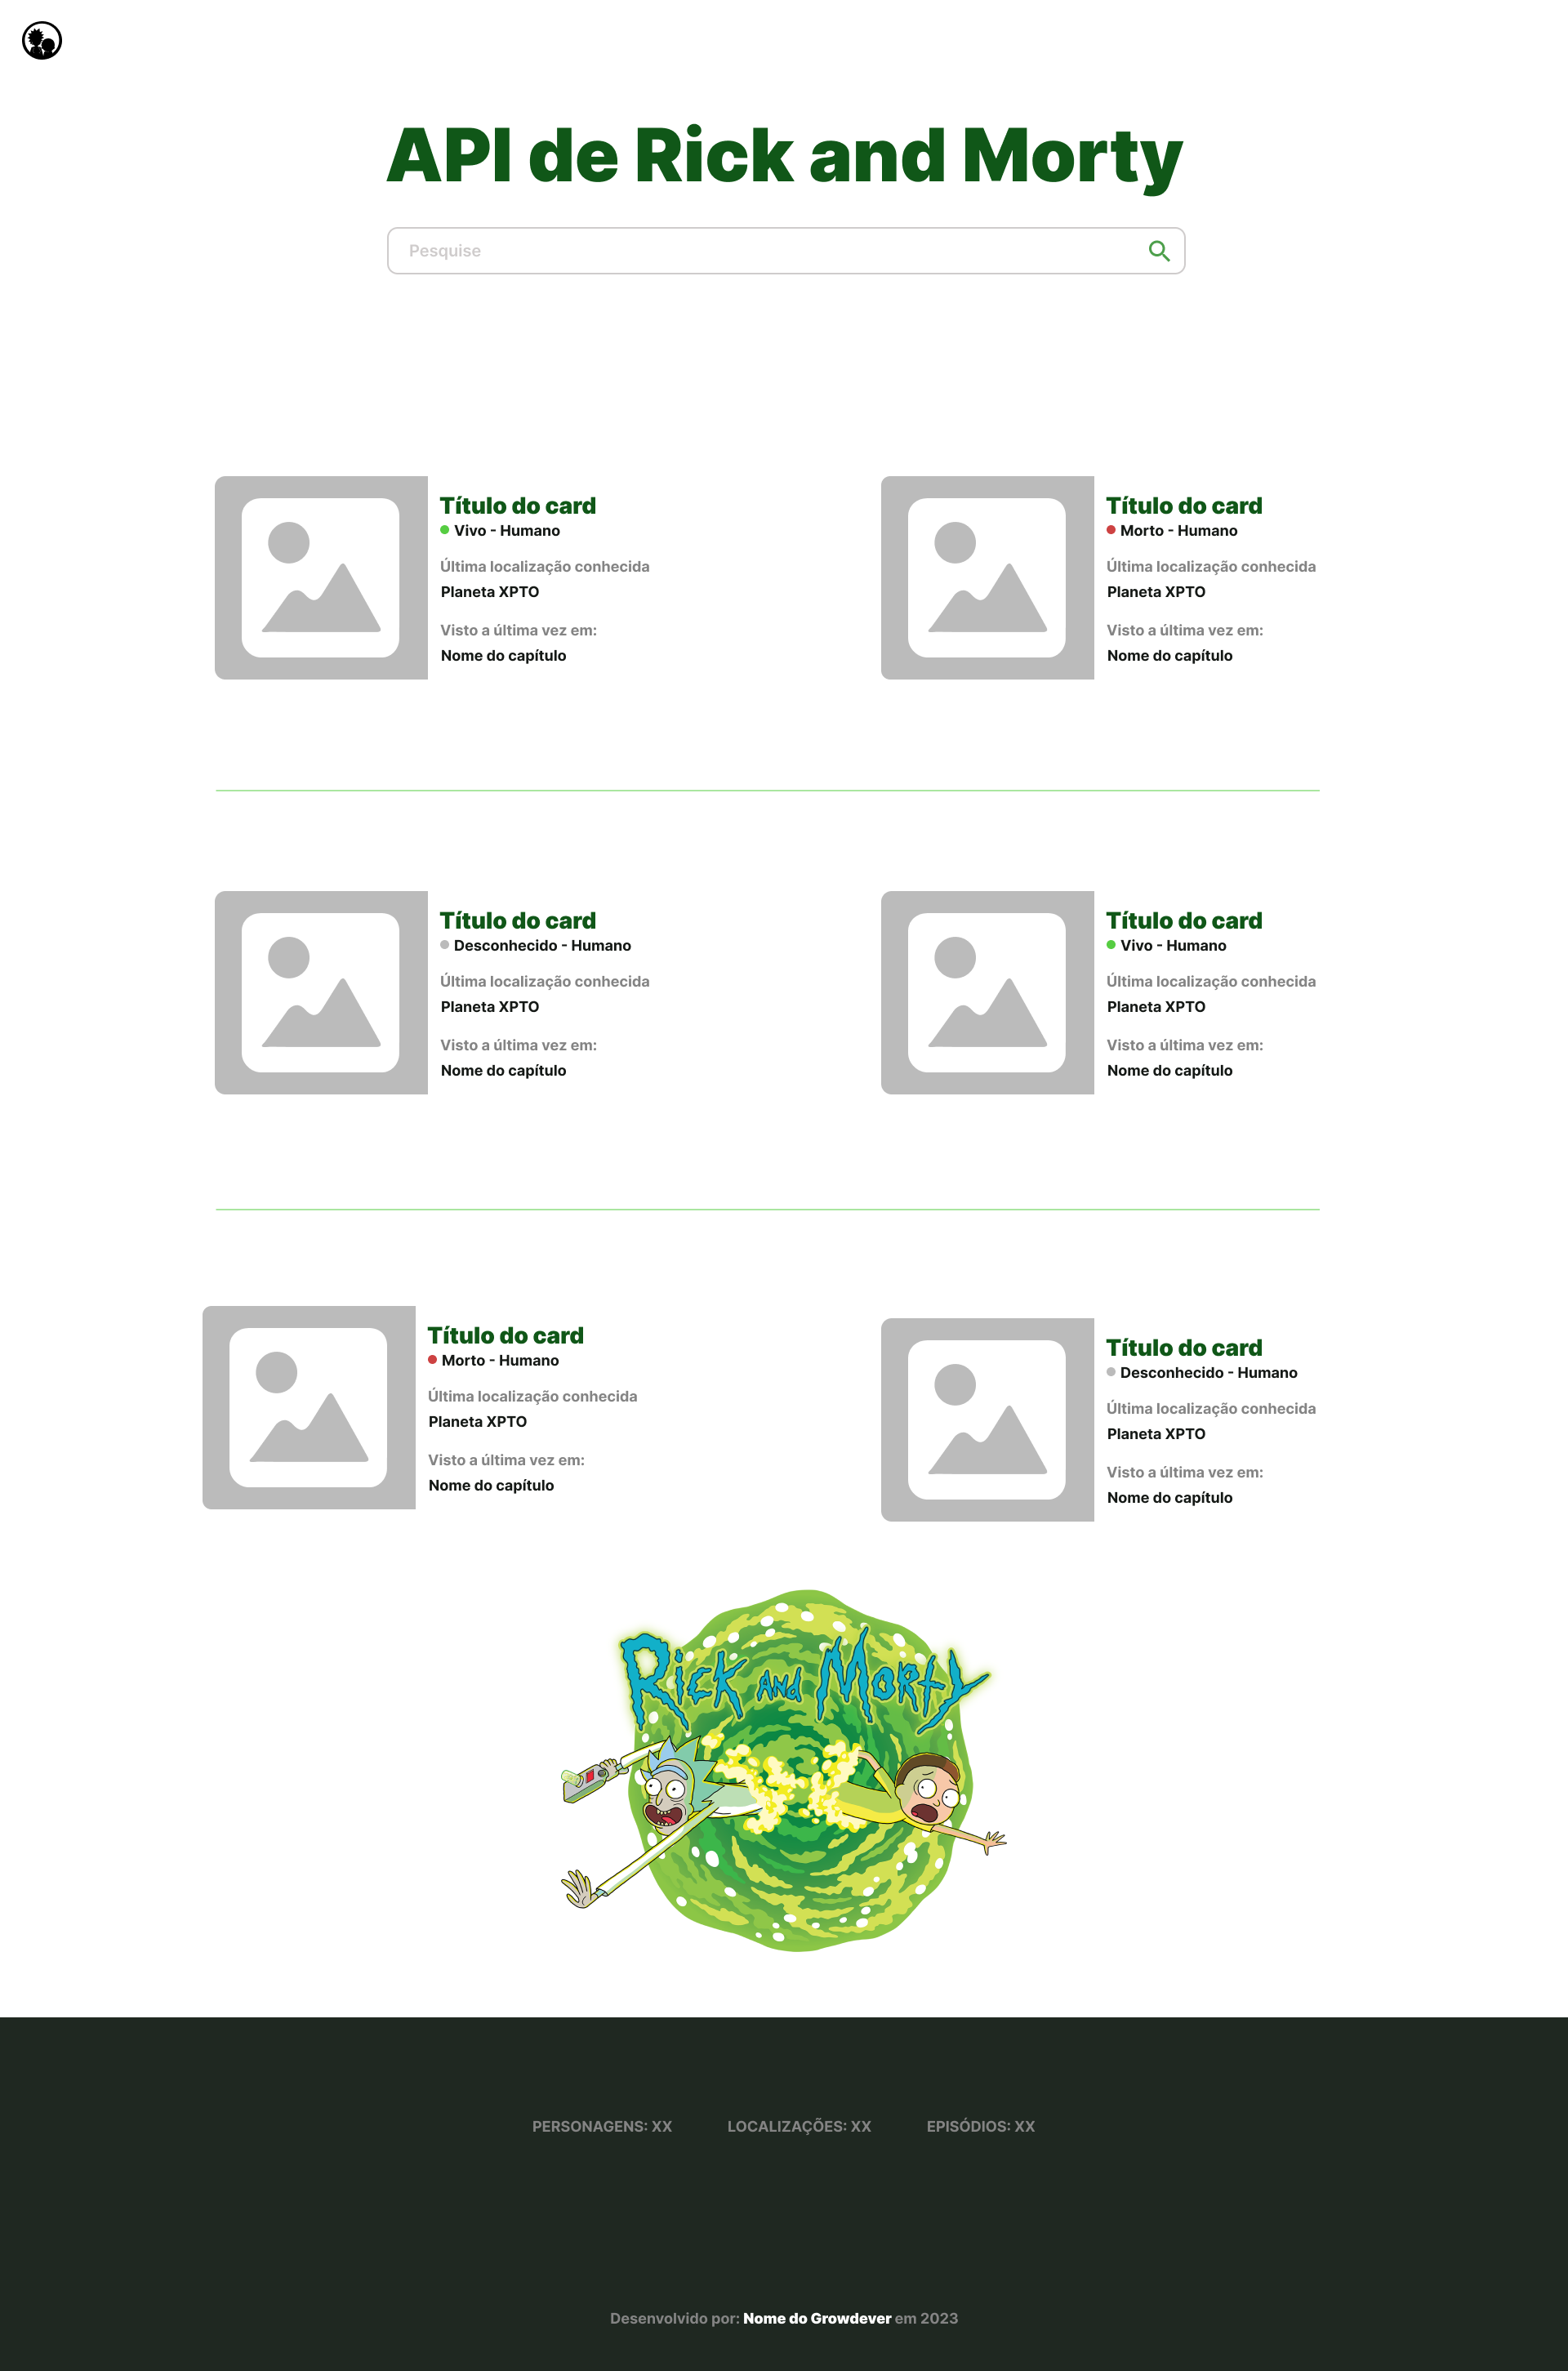 API de Rick and Morty
Pesquise
Título do card
Vivo - Humano
Última localização conhecida
Planeta XPTO
Visto a última vez em:
Nome do capítulo
Título do card
Morto - Humano
Última localização conhecida
Planeta XPTO
Visto a última vez em:
Nome do capítulo
Título do card
Desconhecido - Humano
Última localização conhecida
Planeta XPTO
Visto a última vez em:
Nome do capítulo
Título do card
Vivo - Humano
Última localização conhecida
Planeta XPTO
Visto a última vez em:
Nome do capítulo
Título do card
Morto - Humano
Última localização conhecida
Planeta XPTO
Visto a última vez em:
Nome do capítulo
Título do card
Desconhecido - Humano
Última localização conhecida
Planeta XPTO
Visto a última vez em:
Nome do capítulo
Rick and Morty
PERSONAGENS: XX LOCALIZAÇÕES: XX EPISÓDIOS: XX
Desenvolvido por: Nome do Growdever em 2023